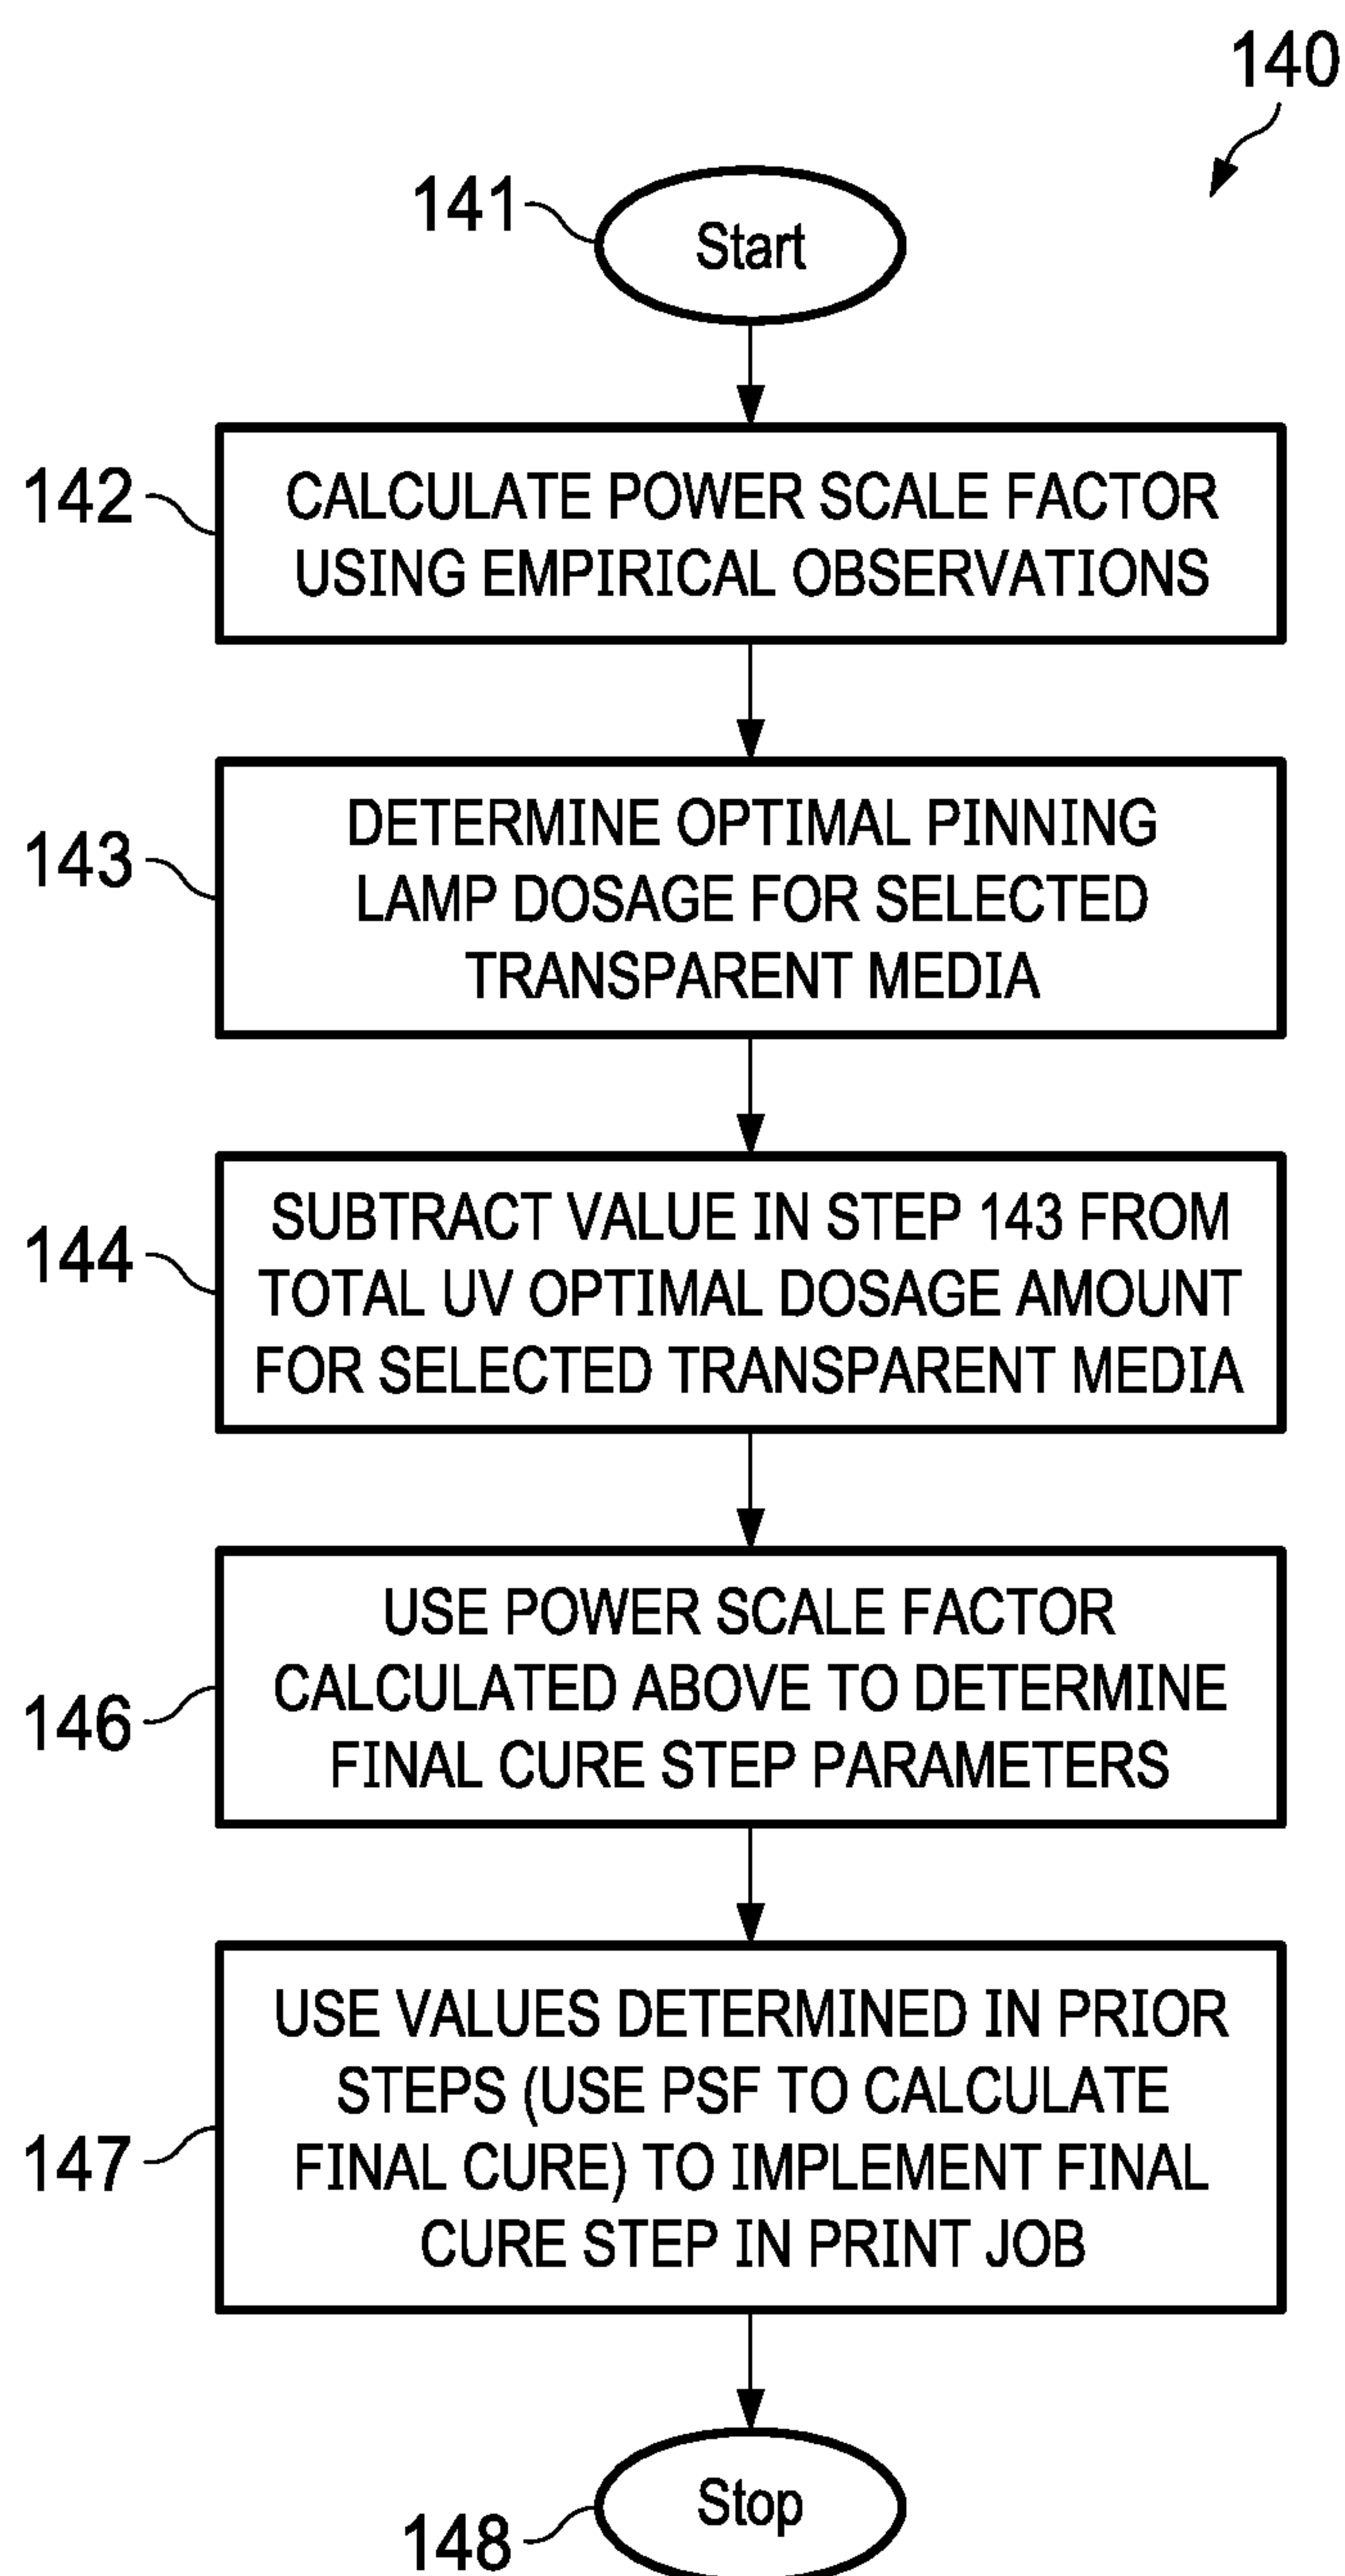 140
141
Start
142
CALCULATE POWER SCALE FACTOR
USING EMPIRICAL OBSERVATIONS
143
DETERMINE OPTIMAL PINNING
LAMP DOSAGE FOR SELECTED
TRANSPARENT MEDIA
144
SUBTRACT VALUE IN STEP 143 FROM
TOTAL UV OPTIMAL DOSAGE AMOUNT
FOR SELECTED TRANSPARENT MEDIA
146
USE POWER SCALE FACTOR
CALCULATED ABOVE TO DETERMINE
FINAL CURE STEP PARAMETERS
147
USE VALUES DETERMINED IN PRIOR
STEPS (USE PSF TO CALCULATE
FINAL CURE) TO IMPLEMENT FINAL
CURE STEP IN PRINT JOB
148
Stop